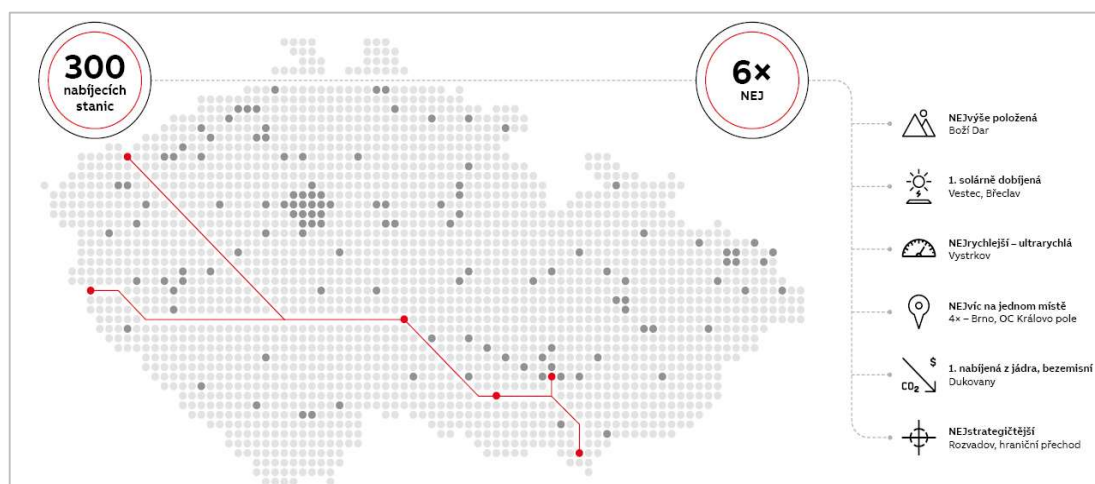 300
nabíjecích
stanic
6×
NEJ
NEJvýše položená
Boží Dar
1. solárně dobíjená
Vestec, Břeclav
NEJrychlejší – ultrarychlá
Vystrkov
NEJvíc na jednom místě
4× – Brno, OC Královo pole
$
CO₂
1. nabíjená z jádra, bezemisní
Dukovany
NEJstrategičtější
Rozvadov, hraniční přechod